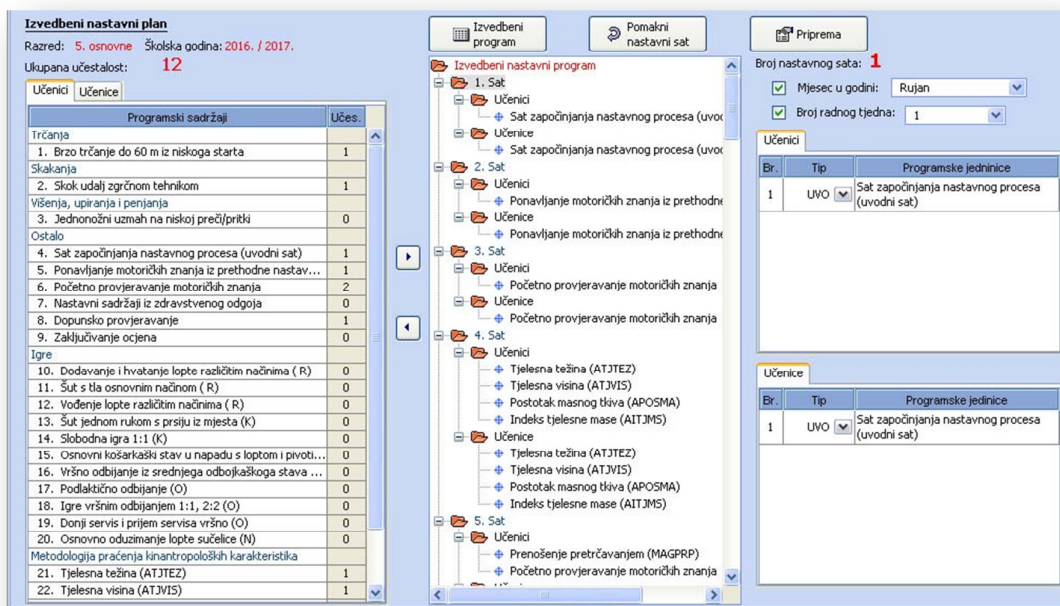 Izvedbeni nastavni plan
Razred: 5. osnovne Školska godina: 2016. / 2017.
Ukupana učestalost: 12
Učenici Učenice
Programski sadržaji Učes.
Trčanja
1. Brzo trčanje do 60 m iz niskoga starta 1
Skakanja
2. Skok udalj zgrčnom tehnikom 1
Višenja, upiranja i penjanja
3. Jednonožni uzmah na niskoj preči/pritki 0
Ostalo
4. Sat započinjanja nastavnog procesa (uvodni sat) 1
5. Ponavljanje motoričkih znanja iz prethodne nastav... 1
6. Početno provjeravanje motoričkih znanja 2
7. Nastavni sadržaji iz zdravstvenog odgoja 0
8. Dopunsko provjeravanje 1
9. Zaključivanje ocjena 0
Igre
10. Dodavanje i hvatanje lopte različitim načinima ( R) 0
11. Šut s tla osnovnim načinom ( R) 0
12. Vođenje lopte različitim načinima ( R) 0
13. Šut jednom rukom s prsiju iz mjesta (K) 0
14. Slobodna igra 1:1 (K) 0
15. Osnovni košarkaški stav u napadu s loptom i pivoti... 0
16. Vršno odbijanje iz srednjega odbojkaškoga stava ... 0
17. Podlaktično odbijanje (O) 0
18. Igre vršnim odbijanjem 1:1, 2:2 (O) 0
19. Donji servis i prijem servisa vršno (O) 0
20. Osnovno oduzimanje lopte sučelice (N) 0
Metodologija praćenja kinantropoloških karakteristika
21. Tjelesna težina (ATJTEZ) 1
22. Tjelesna visina (ATJVIS) 1
Izvedbeni
program
Pomakni
nastavni sat
Izvedbeni nastavni program
1. Sat
Učenici
Sat započinjanja nastavnog procesa (uvo
Učenice
Sat započinjanja nastavnog procesa (uvo
2. Sat
Učenici
Ponavljanje motoričkih znanja iz prethodne
Učenice
Ponavljanje motoričkih znanja iz prethodne
3. Sat
Učenici
Početno provjeravanje motoričkih znanja
Učenice
Početno provjeravanje motoričkih znanja
4. Sat
Učenici
Tjelesna težina (ATJTEZ)
Tjelesna visina (ATJVIS)
Postotak masnog tkiva (APOSMA)
Indeks tjelesne mase (AITJMS)
Učenice
Tjelesna težina (ATJTEZ)
Tjelesna visina (ATJVIS)
Postotak masnog tkiva (APOSMA)
Indeks tjelesne mase (AITJMS)
5. Sat
Učenici
Prenošenje pretrčavanjem (MAGPRP)
Početno provjeravanje motoričkih znanja
Priprema
Broj nastavnog sata: 1
Mjesec u godini: Rujan
Broj radnog tjedna: 1
Učenici
Br. Tip Programske jedninice
1 UVO Sat započinjanja nastavnog procesa
(uvodni sat)
Učenice
Br. Tip Programske jedinice
1 UVO Sat započinjanja nastavnog procesa
(uvodni sat)